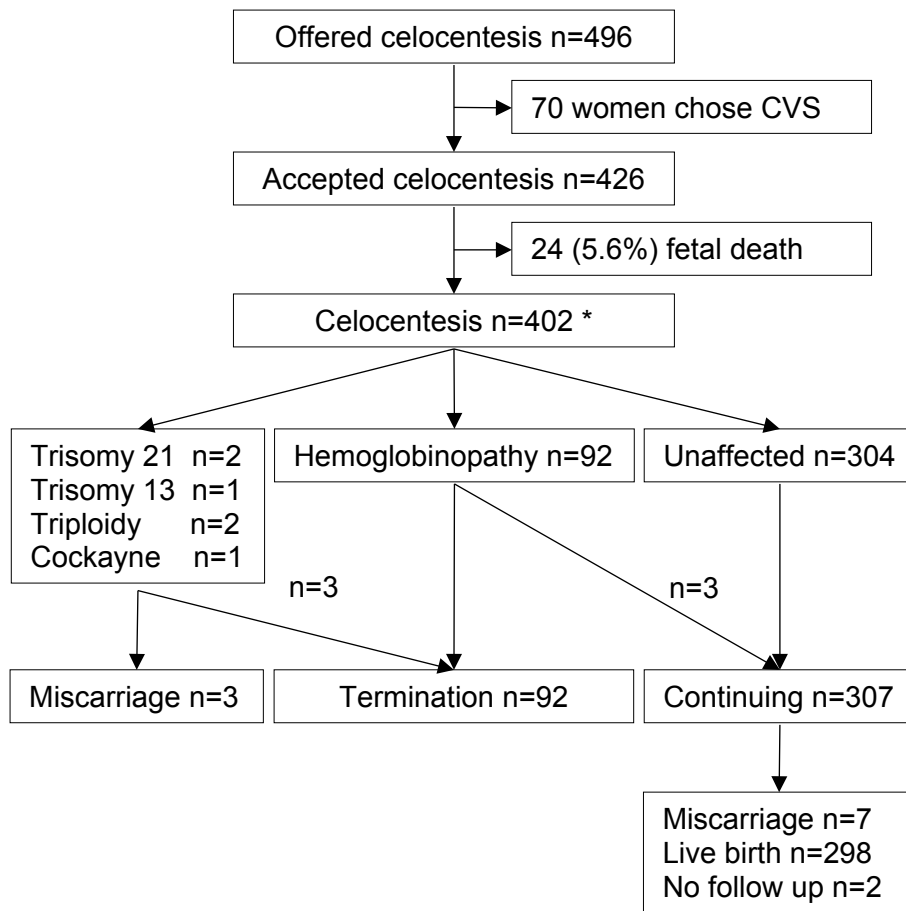 Offered celocentesis n=496
70 women chose CVS
Accepted celocentesis n=426
24 (5.6%) fetal death
Celocentesis n=402 *
Trisomy 21 n=2
Trisomy 13 n=1
Triploidy n=2
Cockayne n=1
Hemoglobinopathy n=92
Unaffected n=304
n=3
n=3
Miscarriage n=3
Termination n=92
Continuing n=307
Miscarriage n=7
Live birth n=298
No follow up n=2